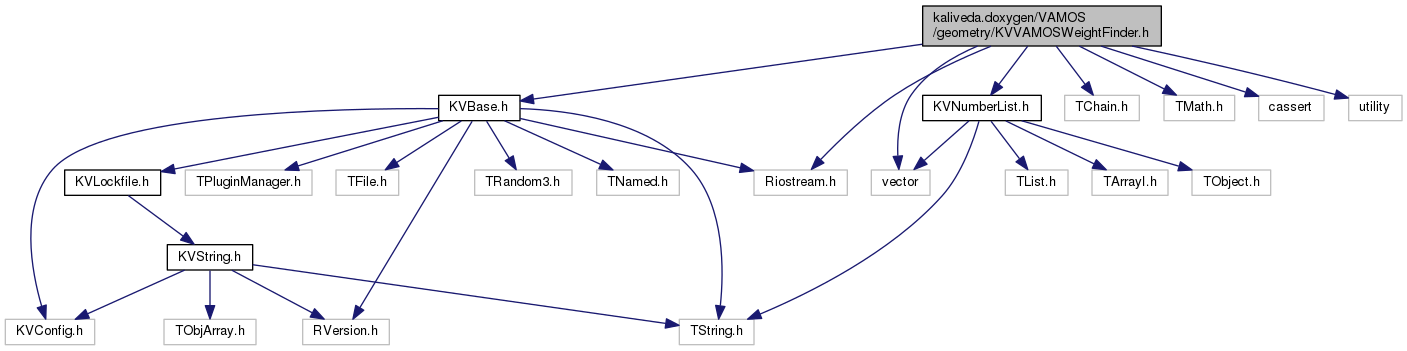 kaliveda.doxygen/VAMOS
/geometry/KVVAMOSWeightFinder.h
KVBase.h
KVNumberList.h
TChain.h
TMath.h
cassert
utility
KVLockfile.h
TPluginManager.h
TFile.h
TRandom3.h
TNamed.h
Riostream.h
vector
TList.h
TArrayI.h
TObject.h
KVString.h
KVConfig.h
TObjArray.h
RVersion.h
TString.h